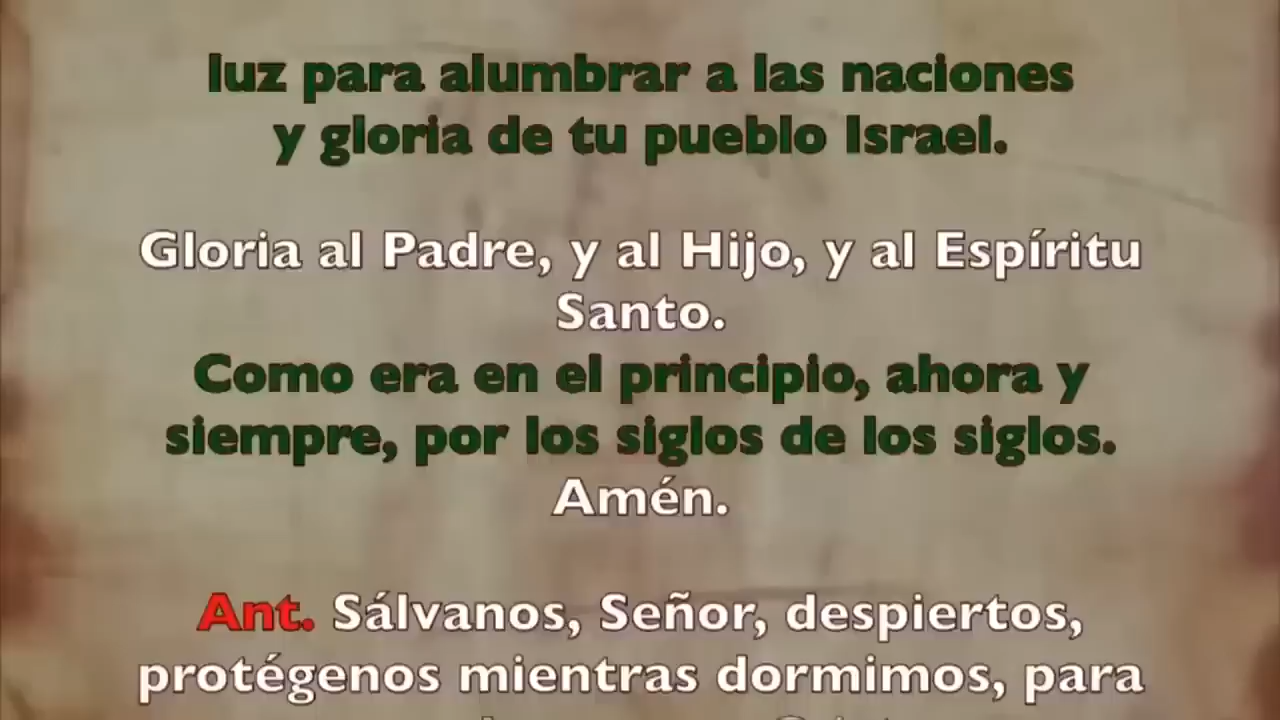 luz para alumbrar a las naciones
y gloria de tu pueblo Israel.
Gloria al Padre, y al Hijo, y al Espíritu
Santo.
Como era en el principio, ahora y
siempre, por los siglos de los siglos.
Amén.
Ant. Sálvanos, Señor, despiertos,
protégenos mientras dormimos, para